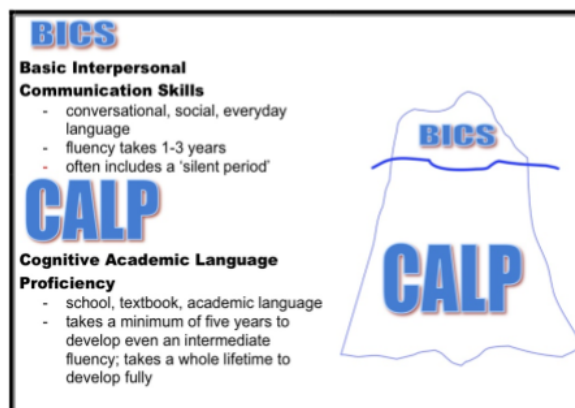 BICS
Basic Interpersonal
Communication Skills
- conversational, social, everyday
language
- fluency takes 1-3 years
- often includes a ‘silent period’
CALP
Cognitive Academic Language
Proficiency
- school, textbook, academic language
- takes a minimum of five years to
develop even an intermediate
fluency; takes a whole lifetime to
develop fully
BICS
CALP